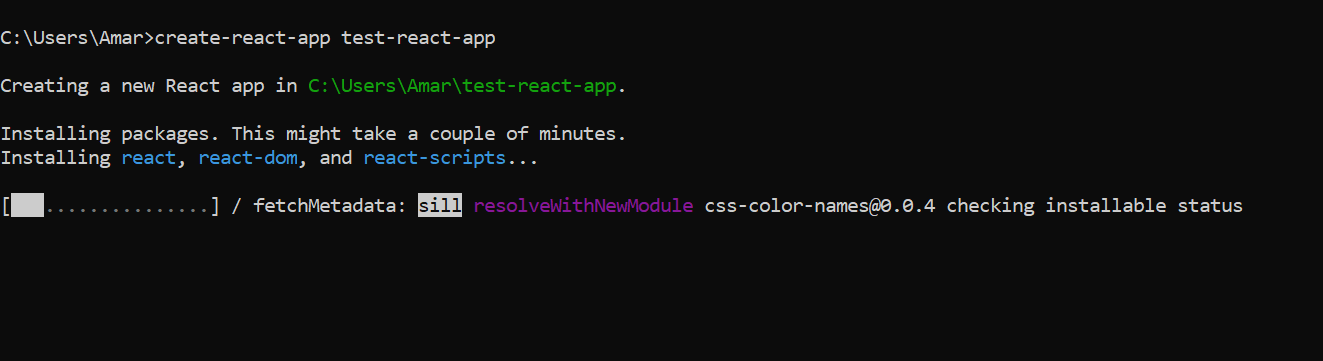 C:\Users\Amar>create-react-app test-react-app
Creating a new React app in C:\Users\Amar\test-react-app.
Installing packages. This might take a couple of minutes.
Installing react, react-dom, and react-scripts...
[   ...............] / fetchMetadata: sill resolveWithNewModule css-color-names@0.0.4 checking installable status